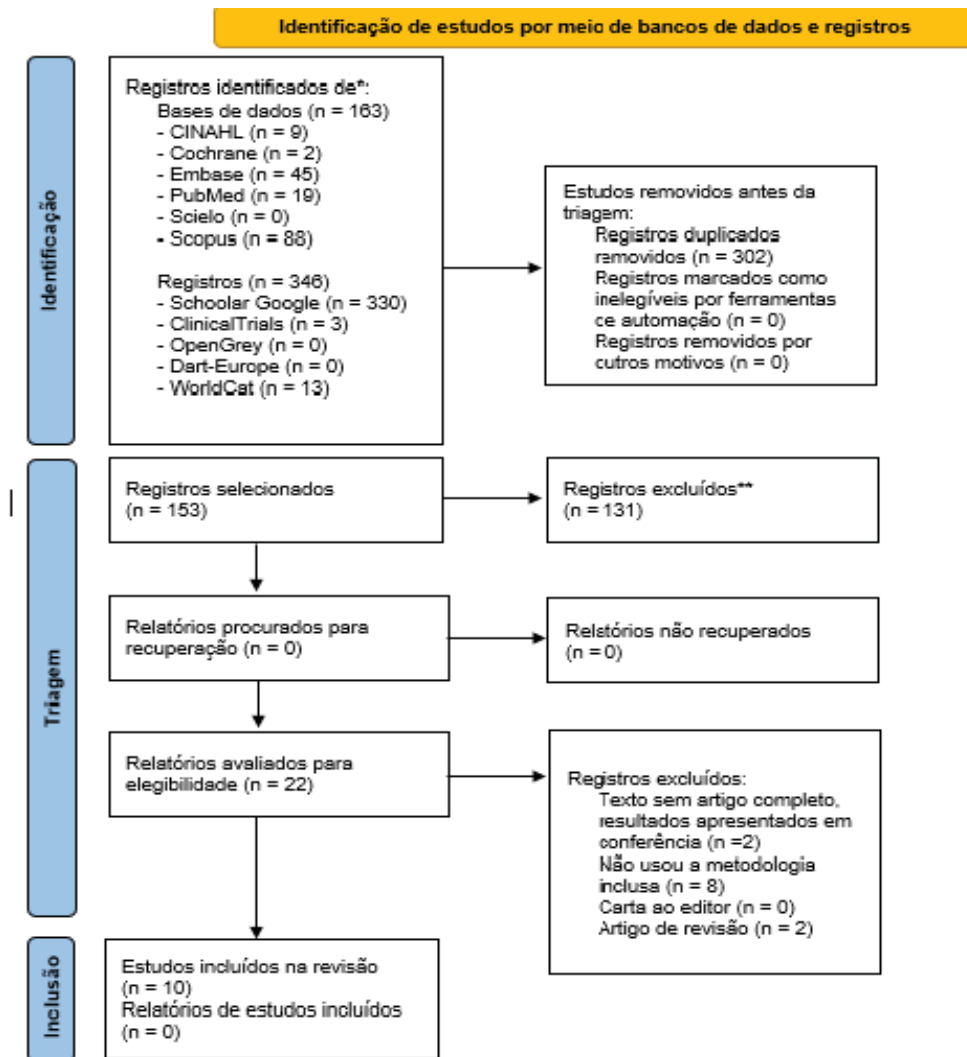 Identificação de estudos por meio de bancos de dados e registros
Identificação
Registros identificados de*:
Bases de dados (n = 163)
- CINAHL (n = 9)
- Cochrane (n = 2)
- Embase (n = 45)
- PubMed (n = 19)
- Scielo (n = 0)
- Scopus (n = 88)
Registros (n = 346)
- Schoolar Google (n = 330)
- ClinicalTrials (n = 3)
- OpenGrey (n = 0)
- Dart-Europe (n = 0)
- WorldCat (n = 13)
Estudos removidos antes da
triagem:
Registros duplicados
removidos (n = 302)
Registros marcados como
inelegíveis por ferramentas
ce automação (n = 0)
Registros removidos por
cutros motivos (n = 0)
Triagem
Registros selecionados
(n = 153)
Registros excluídos**
(n = 131)
Relatórios procurados para
recuperação (n = 0)
Relatórios não recuperados
(n = 0)
Relatórios avaliados para
elegibilidade (n = 22)
Registros excluídos:
Texto sem artigo completo,
resultados apresentados em
conferência (n =2)
Não usou a metodologia
inclusa (n = 8)
Carta ao editor (n = 0)
Artigo de revisão (n = 2)
Inclusão
Estudos incluídos na revisão
(n = 10)
Relatórios de estudos incluídos
(n = 0)